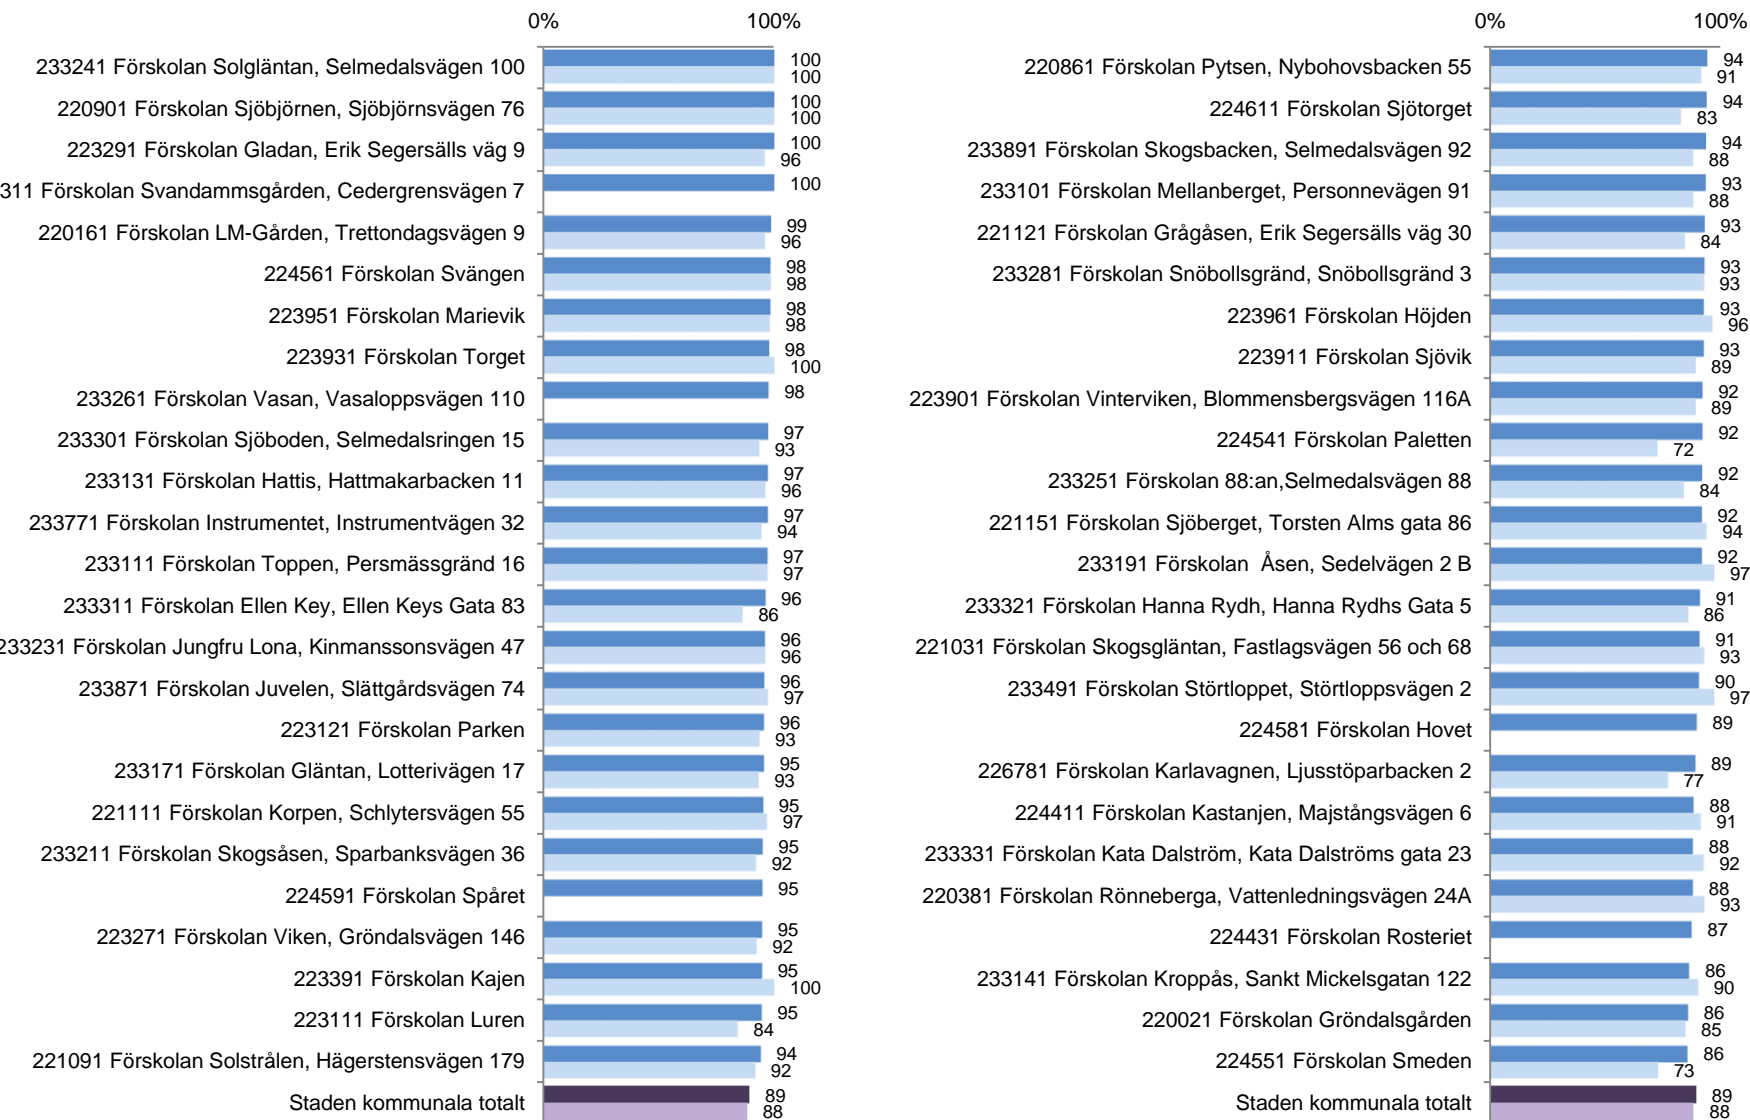 0% 100%
233241 Förskolan Solgläntan, Selmedalsvägen 100 100 100
220901 Förskolan Sjöbjörnen, Sjöbjörnsvägen 76 100 100
223291 Förskolan Gladan, Erik Segersälls väg 9 100 96
311 Förskolan Svandammsgården, Cedergrensvägen 7 100
220161 Förskolan LM-Gården, Trettondagsvägen 9 99 96
224561 Förskolan Svängen 98 98
223951 Förskolan Marievik 98 98
223931 Förskolan Torget 98 100
233261 Förskolan Vasan, Vasaloppsvägen 110 98
233301 Förskolan Sjöboden, Selmedalsringen 15 97 93
233131 Förskolan Hattis, Hattmakarbacken 11 97 96
233771 Förskolan Instrumentet, Instrumentvägen 32 97 94
233111 Förskolan Toppen, Persmässgränd 16 97 97
233311 Förskolan Ellen Key, Ellen Keys Gata 83 96 86
233231 Förskolan Jungfru Lona, Kinmanssonsvägen 47 96 96
233871 Förskolan Juvelen, Slättgårdsvägen 74 96 97
223121 Förskolan Parken 96 93
233171 Förskolan Gläntan, Lotterivägen 17 95 93
221111 Förskolan Korpen, Schlytersvägen 55 95 97
233211 Förskolan Skogsåsen, Sparbanksvägen 36 95 92
224591 Förskolan Spåret 95
223271 Förskolan Viken, Gröndalsvägen 146 95 92
223391 Förskolan Kajen 95 100
223111 Förskolan Luren 95 84
221091 Förskolan Solstrålen, Hägerstensvägen 179 94 92
Staden kommunala totalt 89 88
0% 100%
220861 Förskolan Pytsen, Nybohovsbacken 55 94 91
224611 Förskolan Sjötorget 94 83
233891 Förskolan Skogsbacken, Selmedalsvägen 92 94 88
233101 Förskolan Mellanberget, Personnevägen 91 93 88
221121 Förskolan Grågåsen, Erik Segersälls väg 30 93 84
233281 Förskolan Snöbollsgränd, Snöbollsgränd 3 93 93
223961 Förskolan Höjden 93 96
223911 Förskolan Sjövik 93 89
223901 Förskolan Vinterviken, Blommensbergsvägen 116A 92 89
224541 Förskolan Paletten 92 72
233251 Förskolan 88:an,Selmedalsvägen 88 92 84
221151 Förskolan Sjöberget, Torsten Alms gata 86 92 94
233191 Förskolan  Åsen, Sedelvägen 2 B 92 97
233321 Förskolan Hanna Rydh, Hanna Rydhs Gata 5 91 86
221031 Förskolan Skogsgläntan, Fastlagsvägen 56 och 68 91 93
233491 Förskolan Störtloppet, Störtloppsvägen 2 90 97
224581 Förskolan Hovet 89
226781 Förskolan Karlavagnen, Ljusstöparbacken 2 89 77
224411 Förskolan Kastanjen, Majstångsvägen 6 88 91
233331 Förskolan Kata Dalström, Kata Dalströms gata 23 88 92
220381 Förskolan Rönneberga, Vattenledningsvägen 24A 88 93
224431 Förskolan Rosteriet 87
233141 Förskolan Kroppås, Sankt Mickelsgatan 122 86 90
220021 Förskolan Gröndalsgården 86 85
224551 Förskolan Smeden 86 73
Staden kommunala totalt 89 88